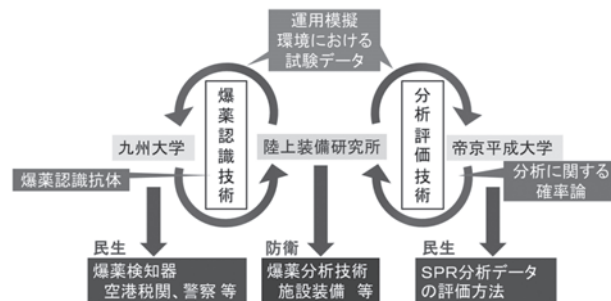 運用模擬
環境における
試験データ
爆薬認識技術
分析評価技術
九州大学
陸上装備研究所
帝京平成大学
爆薬認識抗体
分析に関する
確率論
民生
防衛
民生
爆薬検知器
空港税関、警察 等
爆薬分析技術
施設装備 等
SPR分析データ
の評価方法